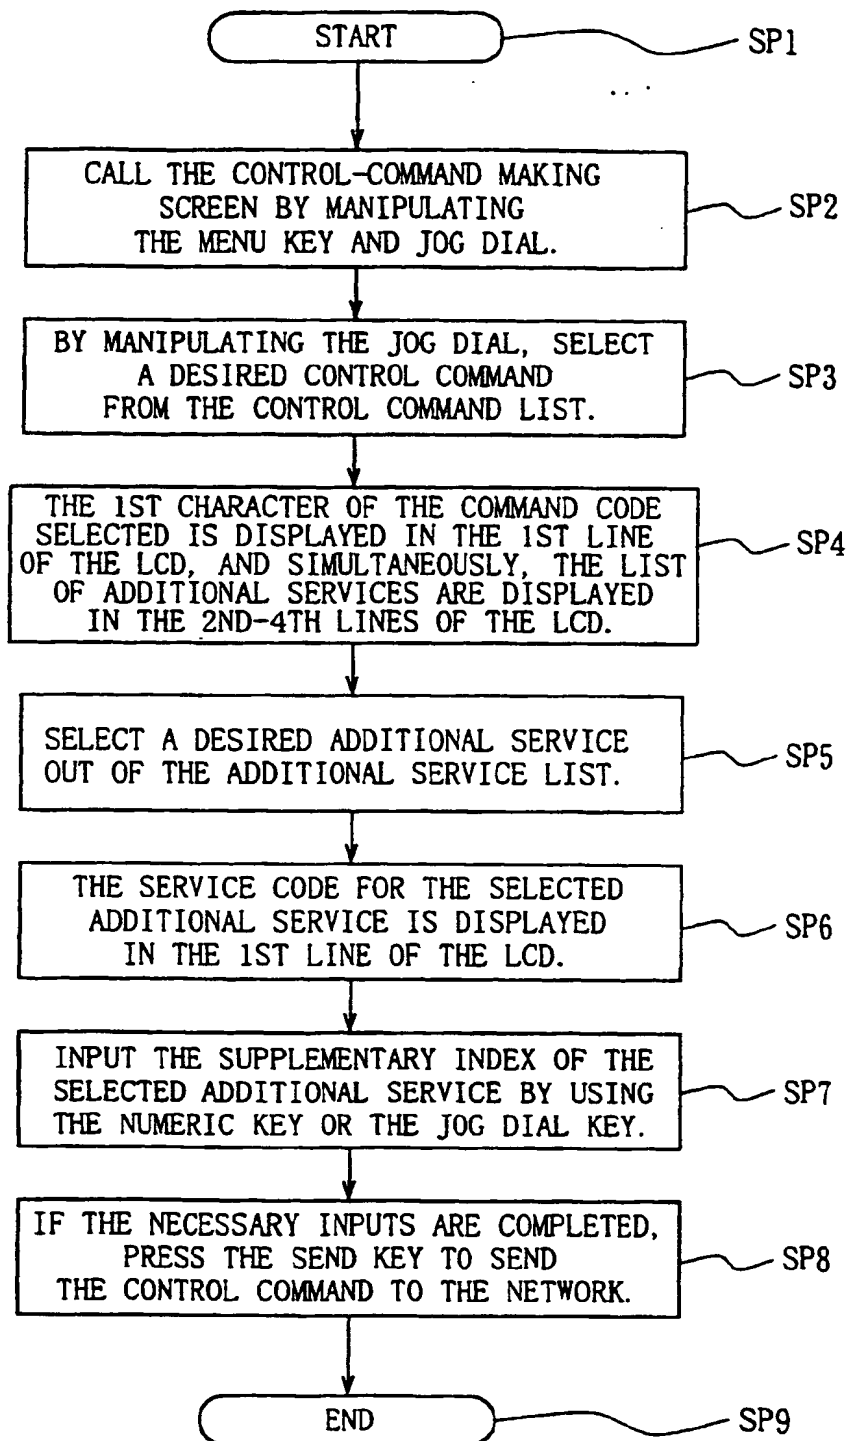 START
SP1
CALL THE CONTROL-COMMAND MAKING
SCREEN BY MANIPULATING
THE MENU KEY AND JOG DIAL.
SP2
BY MANIPULATING THE JOG DIAL, SELECT
A DESIRED CONTROL COMMAND
FROM THE CONTROL COMMAND LIST.
SP3
THE 1ST CHARACTER OF THE COMMAND CODE
SELECTED IS DISPLAYED IN THE 1ST LINE
OF THE LCD, AND SIMULTANEOUSLY, THE LIST
OF ADDITIONAL SERVICES ARE DISPLAYED
IN THE 2ND-4TH LINES OF THE LCD.
SP4
SELECT A DESIRED ADDITIONAL SERVICE
OUT OF THE ADDITIONAL SERVICE LIST.
SP5
THE SERVICE CODE FOR THE SELECTED
ADDITIONAL SERVICE IS DISPLAYED
IN THE 1ST LINE OF THE LCD.
SP6
INPUT THE SUPPLEMENTARY INDEX OF THE
SELECTED ADDITIONAL SERVICE BY USING
THE NUMERIC KEY OR THE JOG DIAL KEY.
SP7
IF THE NECESSARY INPUTS ARE COMPLETED,
PRESS THE SEND KEY TO SEND
THE CONTROL COMMAND TO THE NETWORK.
SP8
END
SP9